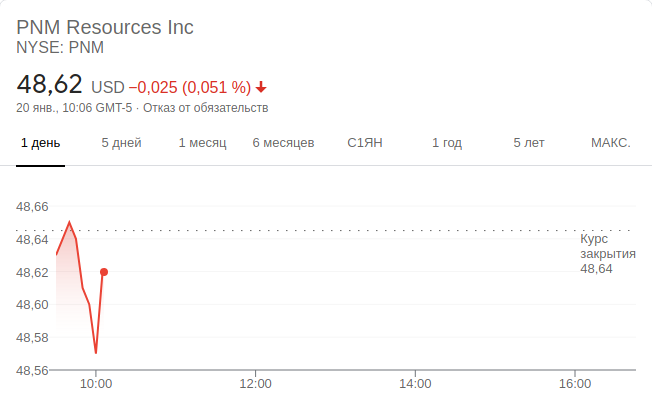 PNM Resources Inc
NYSE: PNM
48,62 USD −0,025 (0,051 %)
20 янв., 10:06 GMT-5 · Отказ от обязательств
1 день 5 дней 1 месяц 6 месяцев С1ЯН 1 год 5 лет МАКС.
48,66
48,64
48,62
48,60
48,58
48,56
Курс
закрытия
48,64
10:00 12:00 14:00 16:00